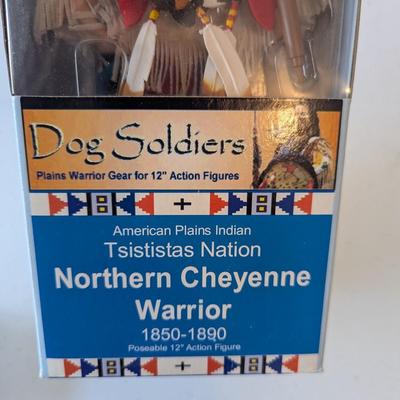 Dog Soldiers
Plains Warrior Gear for 12" Action Figures
American Plains Indian
Tsististas Nation
Northern Cheyenne
Warrior
1850-1890
Poseable 12" Action Figure